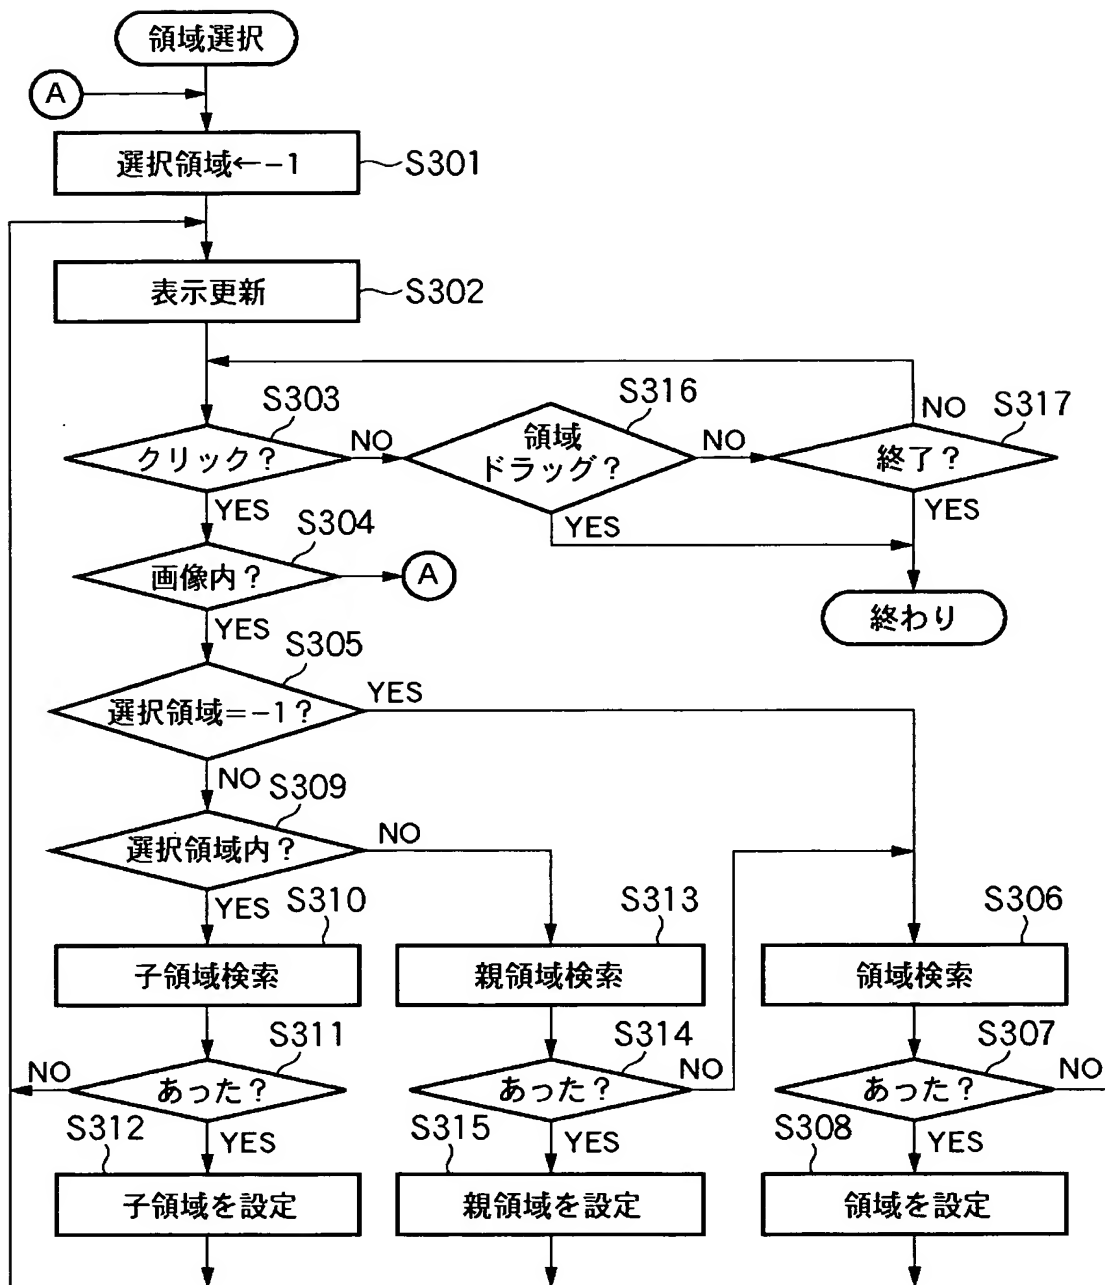 領域選択
A
選択領域←-1
S301
表示更新
S302
S303
クリック?
NO
YES
S316
領域
ドラッグ?
NO
YES
S317
終了?
NO
YES
終わり
S304
画像内?
A
YES
S305
選択領域=-1?
YES
NO
S309
選択領域内?
NO
YES
S310
子領域検索
S313
親領域検索
S306
領域検索
S311
あった?
NO
YES
S314
あった?
NO
YES
S307
あった?
NO
YES
S312
子領域を設定
S315
親領域を設定
S308
領域を設定